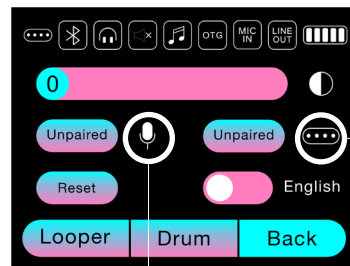 OTG MIC IN LINE OUT
0
Unpaired Unpaired
Reset English
Looper Drum Back